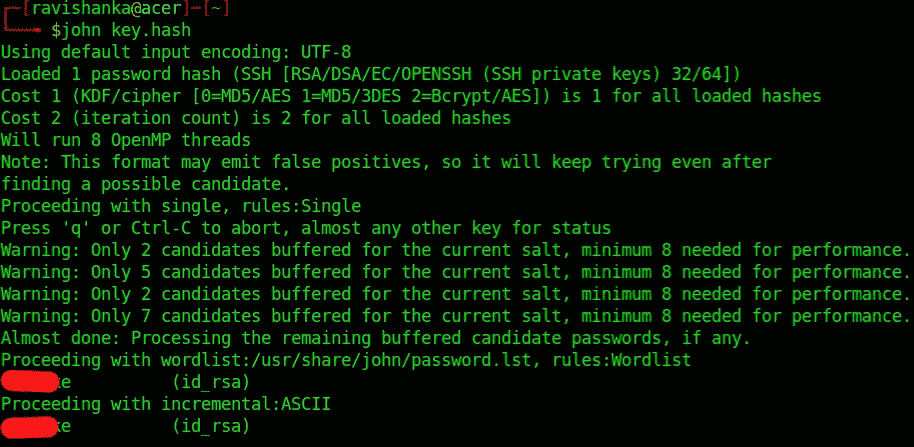 [ravishanka@acer]-[~]
$john key.hash
Using default input encoding: UTF-8
Loaded 1 password hash (SSH [RSA/DSA/EC/OPENSSH (SSH private keys) 32/64])
Cost 1 (KDF/cipher [0=MD5/AES 1=MD5/3DES 2=Bcrypt/AES]) is 1 for all loaded hashes
Cost 2 (iteration count) is 2 for all loaded hashes
Will run 8 OpenMP threads
Note: This format may emit false positives, so it will keep trying even after
finding a possible candidate.
Proceeding with single, rules:Single
Press 'q' or Ctrl-C to abort, almost any other key for status
Warning: Only 2 candidates buffered for the current salt, minimum 8 needed for performance.
Warning: Only 5 candidates buffered for the current salt, minimum 8 needed for performance.
Warning: Only 2 candidates buffered for the current salt, minimum 8 needed for performance.
Warning: Only 7 candidates buffered for the current salt, minimum 8 needed for performance.
Almost done: Processing the remaining buffered candidate passwords, if any.
Proceeding with wordlist:/usr/share/john/password.lst, rules:Wordlist
(id_rsa)
Proceeding with incremental:ASCII
(id_rsa)